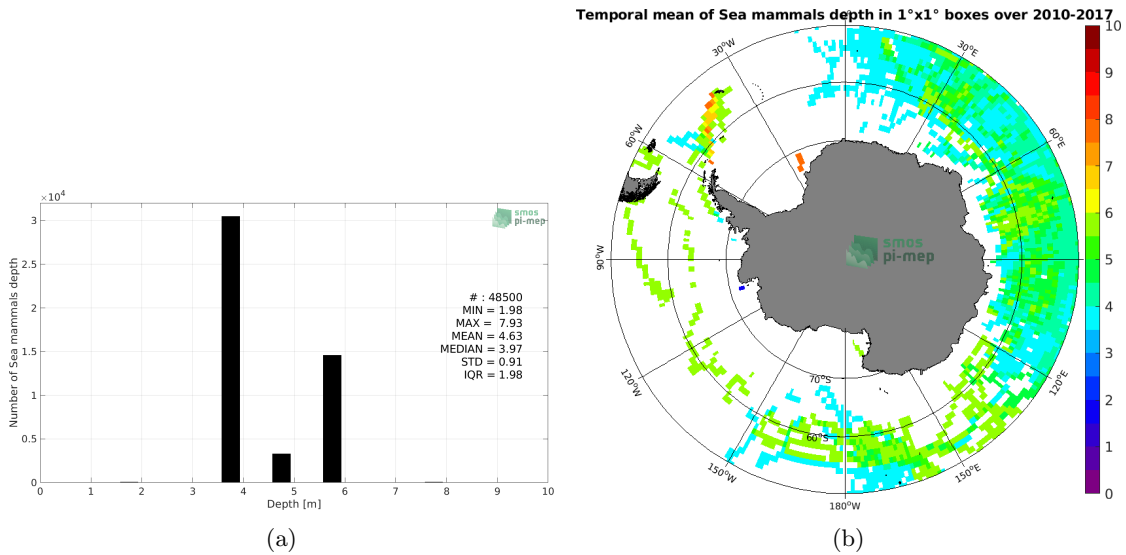 ×10⁴
3
2.5
2
1.5
1
0.5
0
0 1 2 3 4 5 6 7 8 9 10
Number of Sea mammals depth
Depth [m]
smos
pi-mep
# : 48500
MIN = 1.98
MAX = 7.93
MEAN = 4.63
MEDIAN = 3.97
STD = 0.91
IQR = 1.98
(a)
Temporal mean of Sea mammals depth in 1°x1° boxes over 2010-2017
0°
30°W
30°E
60°W
60°E
90°W
120°W
120°E
150°W
150°E
180°W
70°S
60°S
smos
pi-mep
10
9
8
7
6
5
4
3
2
1
0
(b)